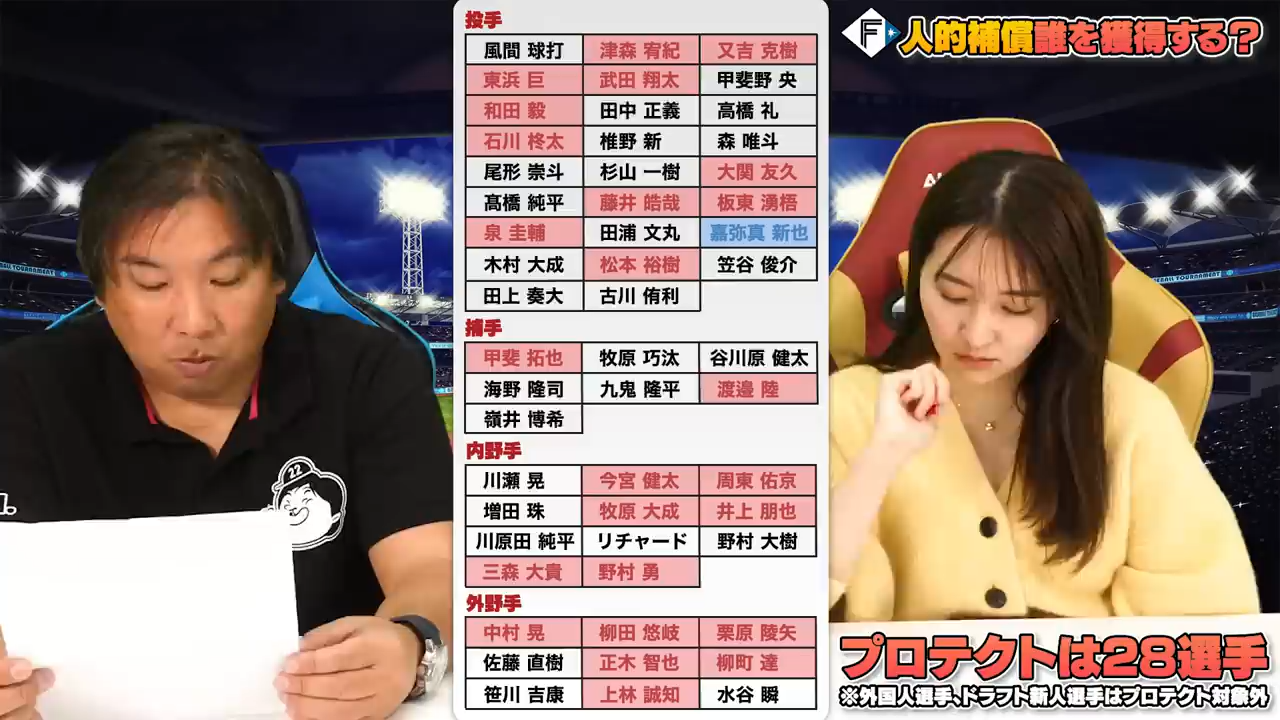 人的補償誰を獲得する?
F
投手
風間 球打 津森 宥紀 又吉 克樹
東浜 巨 武田 翔太 甲斐野 央
和田 毅 田中 正義 高橋 礼
石川 柊太 椎野 新 森 唯斗
尾形 崇斗 杉山 一樹 大関 友久
髙橋 純平 藤井 皓哉 板東 湧梧
泉 圭輔 田浦 文丸 嘉弥真 新也
木村 大成 松本 裕樹 笠谷 俊介
田上 奏大 古川 侑利
捕手
甲斐 拓也 牧原 巧汰 谷川原 健太
海野 隆司 九鬼 隆平 渡邉 陸
嶺井 博希
内野手
川瀬 晃 今宮 健太 周東 佑京
増田 珠 牧原 大成 井上 朋也
川原田 純平 リチャード 野村 大樹
三森 大貴 野村 勇
外野手
中村 晃 柳田 悠岐 栗原 陵矢
佐藤 直樹 正木 智也 柳町 達
笹川 吉康 上林 誠知 水谷 瞬
22
プロテクトは28選手
※外国人選手、ドラフト新人選手はプロテクト対象外